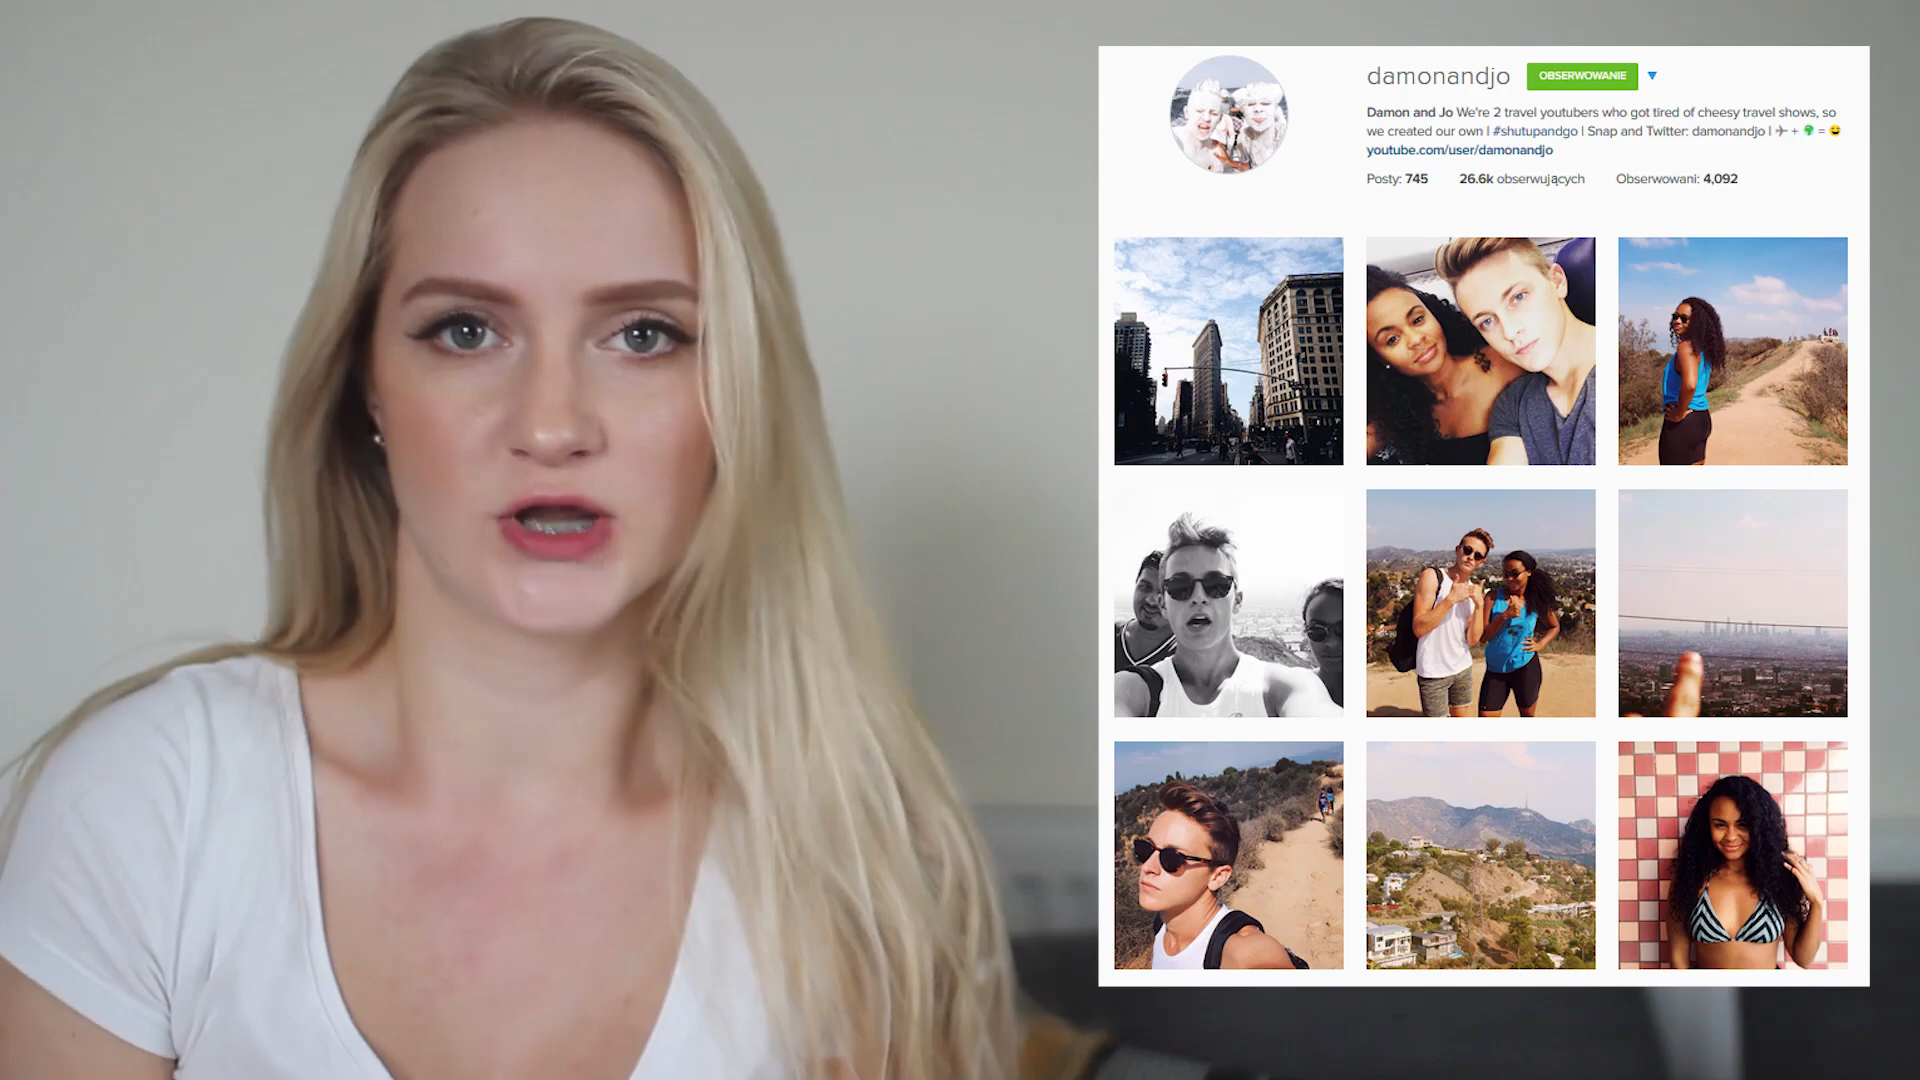 damonandjo OBSERWOWANIE
Damon and Jo We're 2 travel youtubers who got tired of cheesy travel shows, so
we created our own | #shutupandgo | Snap and Twitter: damonandjo | ✈ + 🌍 = 😄
youtube.com/user/damonandjo
Posty: 745 26.6k obserwujących Obserwowani: 4,092